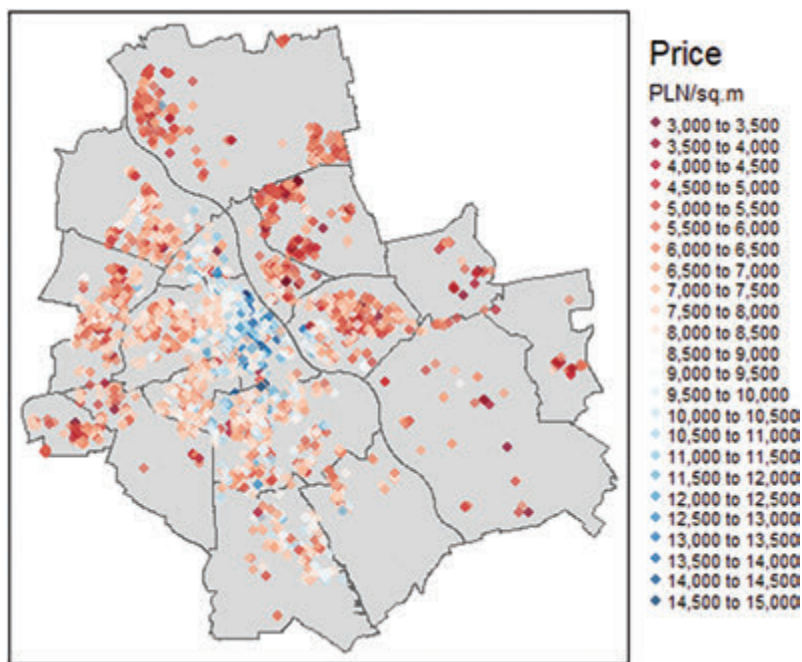 Price
PLN/sq.m
3,000 to 3,500
3,500 to 4,000
4,000 to 4,500
4,500 to 5,000
5,000 to 5,500
5,500 to 6,000
6,000 to 6,500
6,500 to 7,000
7,000 to 7,500
7,500 to 8,000
8,000 to 8,500
8,500 to 9,000
9,000 to 9,500
9,500 to 10,000
10,000 to 10,500
10,500 to 11,000
11,000 to 11,500
11,500 to 12,000
12,000 to 12,500
12,500 to 13,000
13,000 to 13,500
13,500 to 14,000
14,000 to 14,500
14,500 to 15,000